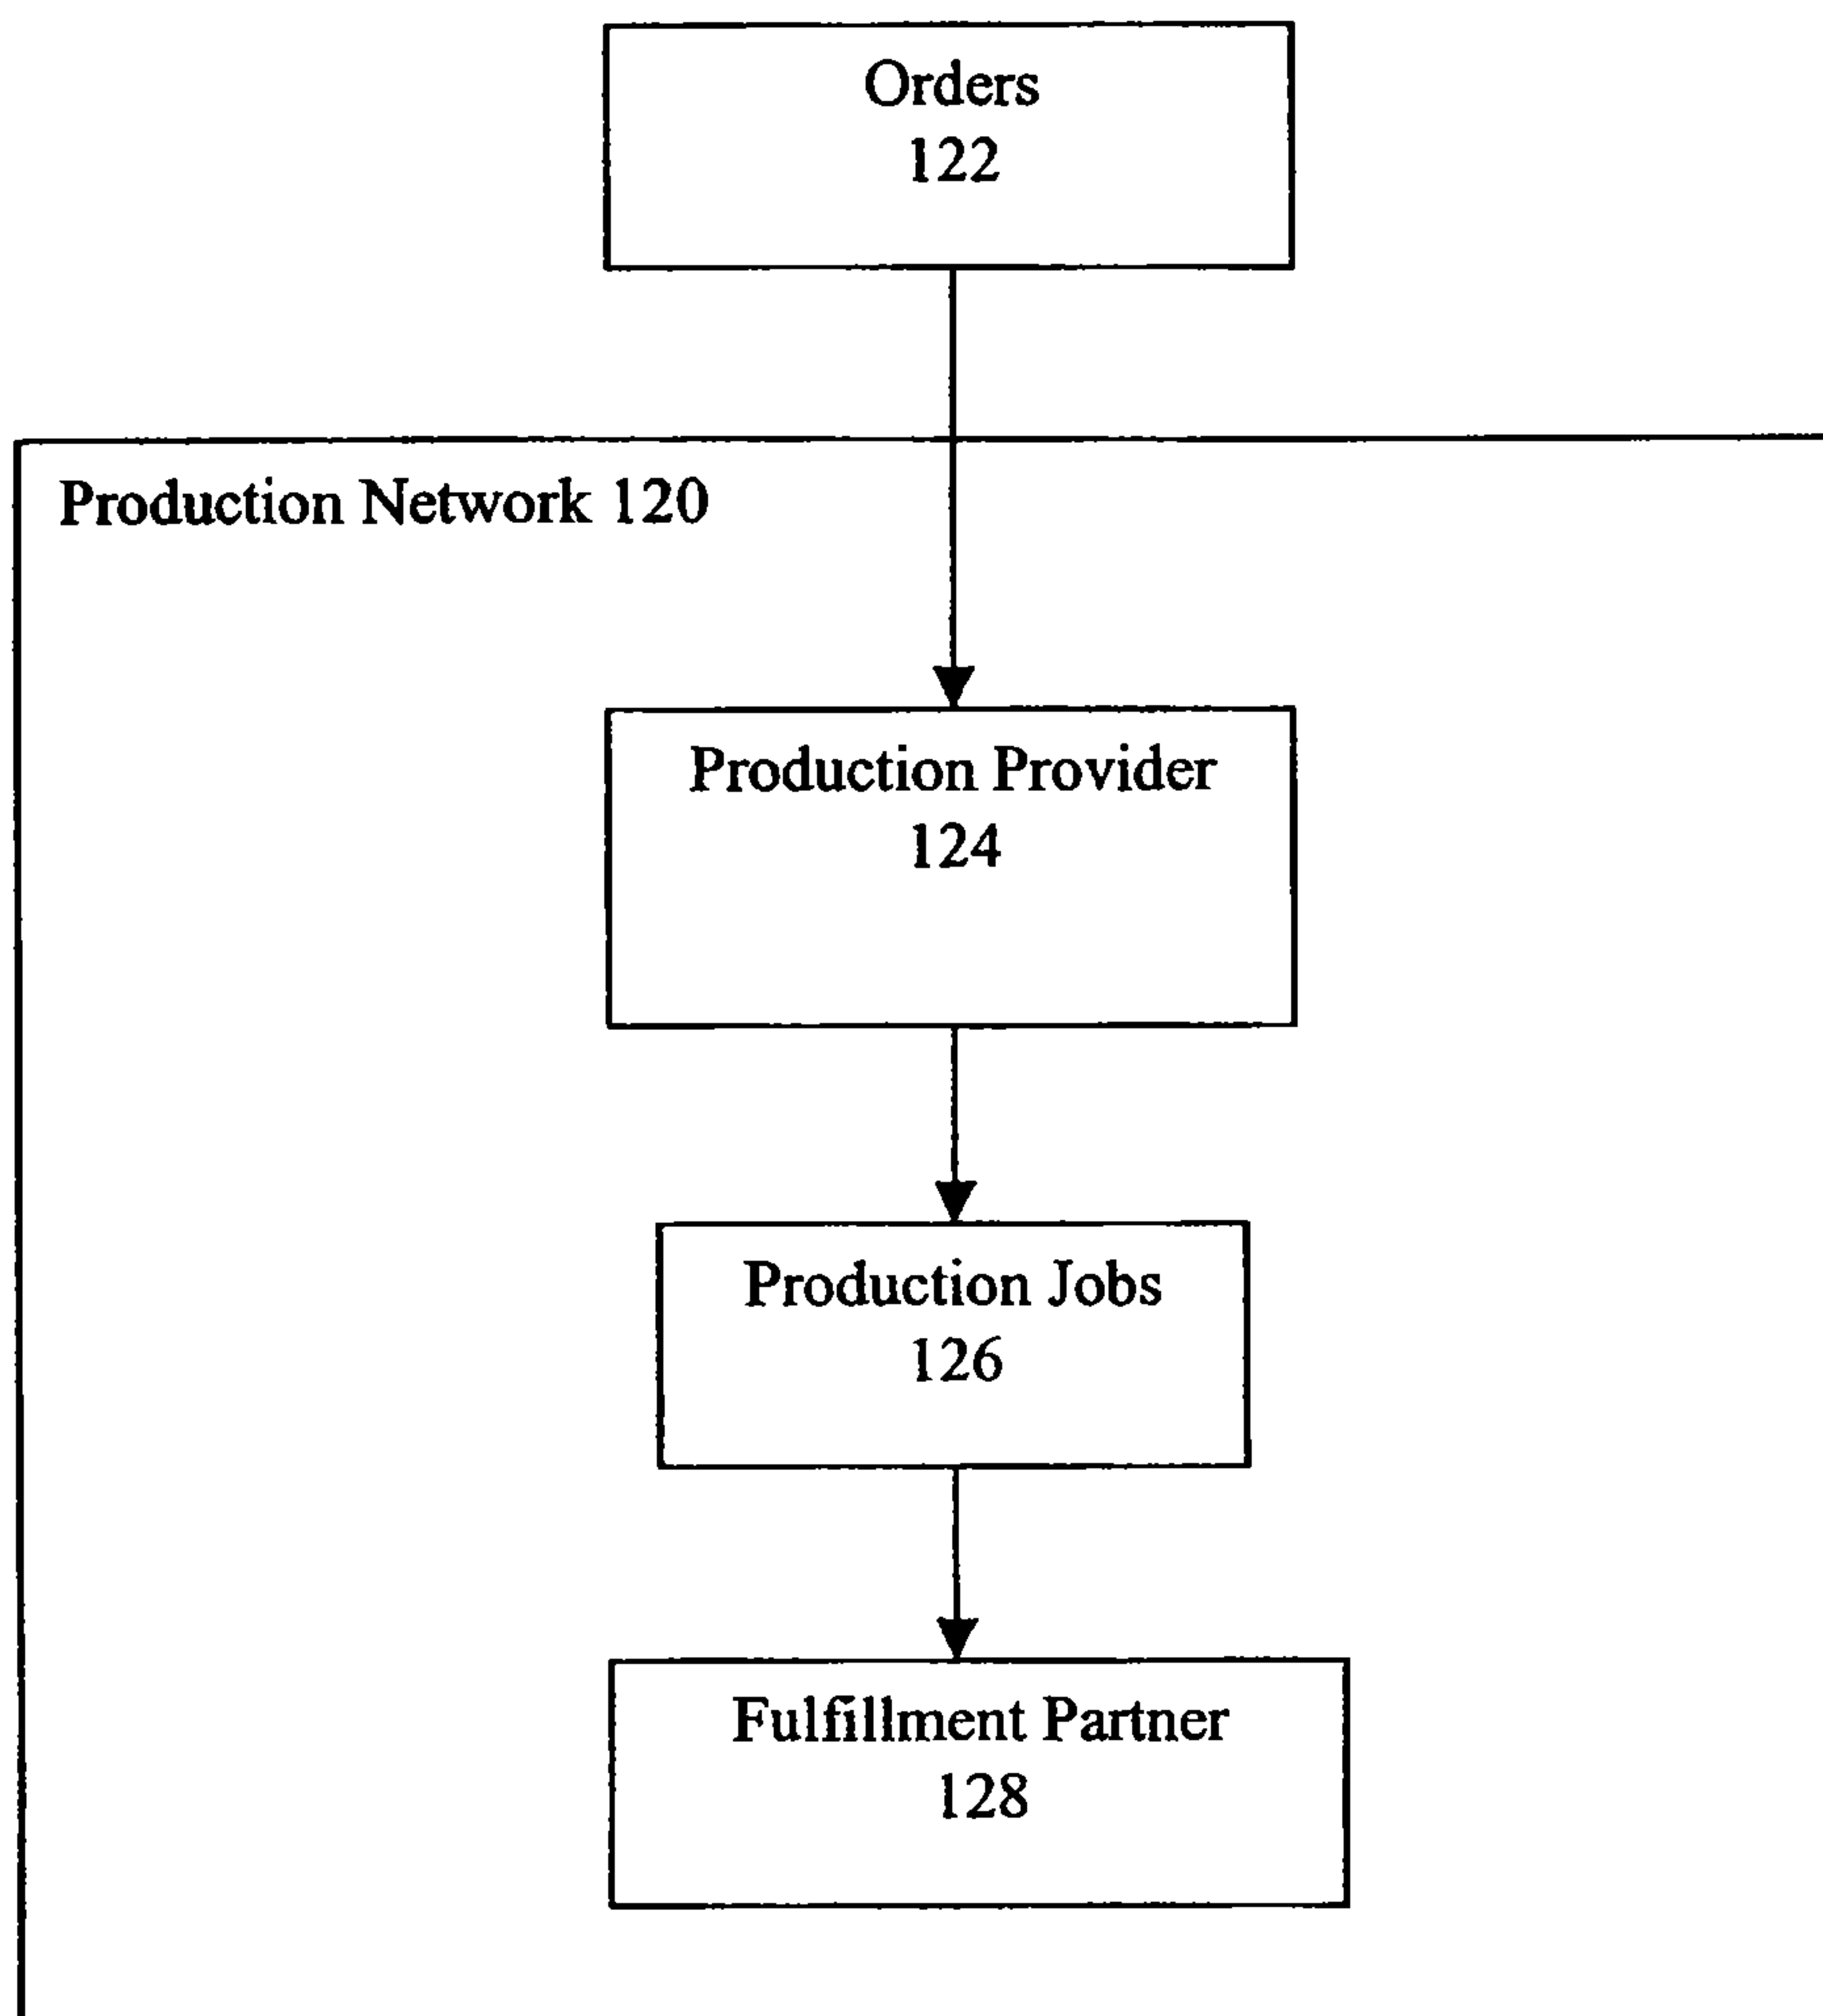 Orders
122
Production Network 120
Production Provider
124
Production Jobs
126
Fulfillment Partner
128